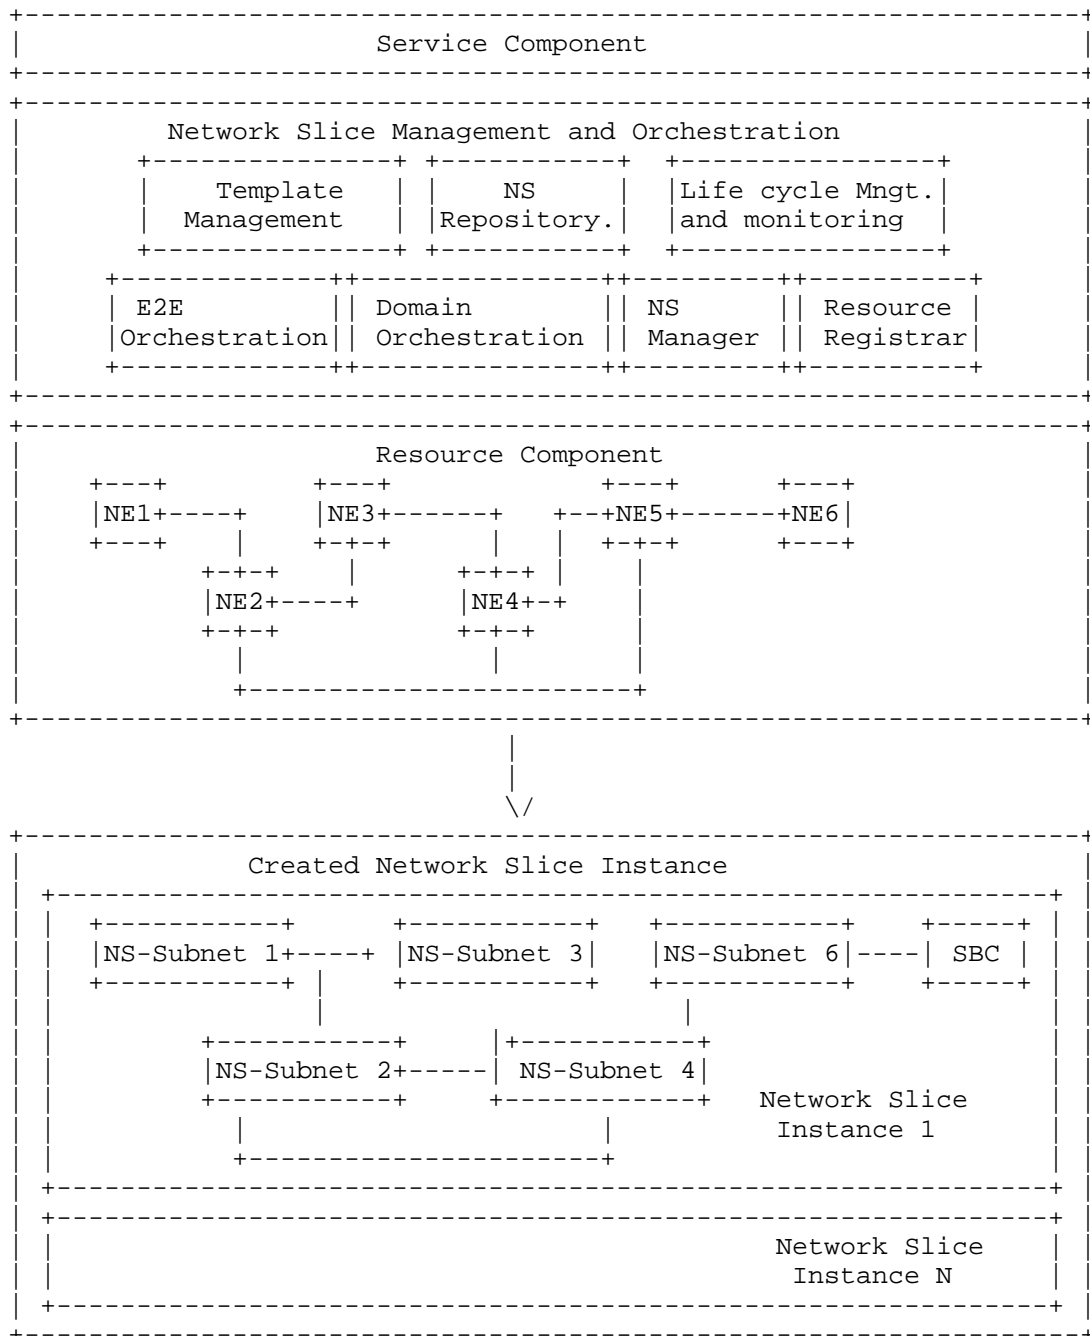 Service Component
Network Slice Management and Orchestration
Template NS Life cycle Mngt.
Management Repository. and monitoring
E2E Domain NS Resource
Orchestration Orchestration Manager Registrar
Resource Component
NE1 NE3 NE5 NE6
NE2 NE4
Created Network Slice Instance
NS-Subnet 1 NS-Subnet 3 NS-Subnet 6 SBC
NS-Subnet 2 NS-Subnet 4
Network Slice
Instance 1
Network Slice
Instance N